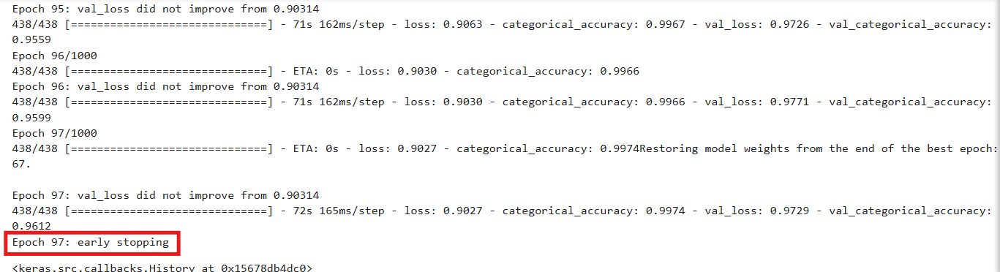 Epoch 95: val_loss did not improve from 0.90314
438/438 [==============================] - 71s 162ms/step - loss: 0.9063 - categorical_accuracy: 0.9967 - val_loss: 0.9726 - val_categorical_accuracy:
0.9559
Epoch 96/1000
438/438 [==============================] - ETA: 0s - loss: 0.9030 - categorical_accuracy: 0.9966
Epoch 96: val_loss did not improve from 0.90314
438/438 [==============================] - 71s 162ms/step - loss: 0.9030 - categorical_accuracy: 0.9966 - val_loss: 0.9771 - val_categorical_accuracy:
0.9599
Epoch 97/1000
438/438 [==============================] - ETA: 0s - loss: 0.9027 - categorical_accuracy: 0.9974Restoring model weights from the end of the best epoch:
67.
Epoch 97: val_loss did not improve from 0.90314
438/438 [==============================] - 72s 165ms/step - loss: 0.9027 - categorical_accuracy: 0.9974 - val_loss: 0.9729 - val_categorical_accuracy:
0.9612
Epoch 97: early stopping
<keras.src.callbacks.History at 0x15678db4dc0>